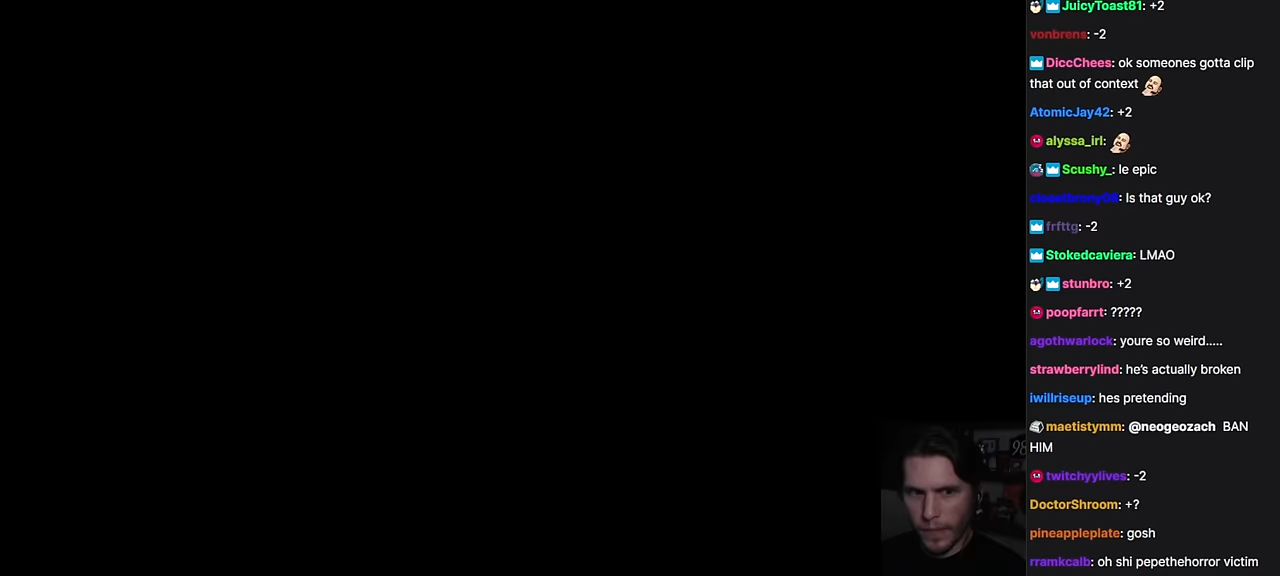 JuicyToast81: +2
vonbrens: -2
DiccChees: ok someones gotta clip
that out of context
AtomicJay42: +2
alyssa_irl:
Scushy_: le epic
: Is that guy ok?
frfttg: -2
Stokedcaviera: LMAO
stunbro: +2
poopfarrt: ?????
agothwarlock: youre so weird.....
strawberrylind: he's actually broken
iwillriseup: hes pretending
maetistymm: @neogeozach BAN
HIM
twitchyylives: -2
DoctorShroom: +?
pineappleplate: gosh
rramkcalb: oh shi pepethehorror victim
98